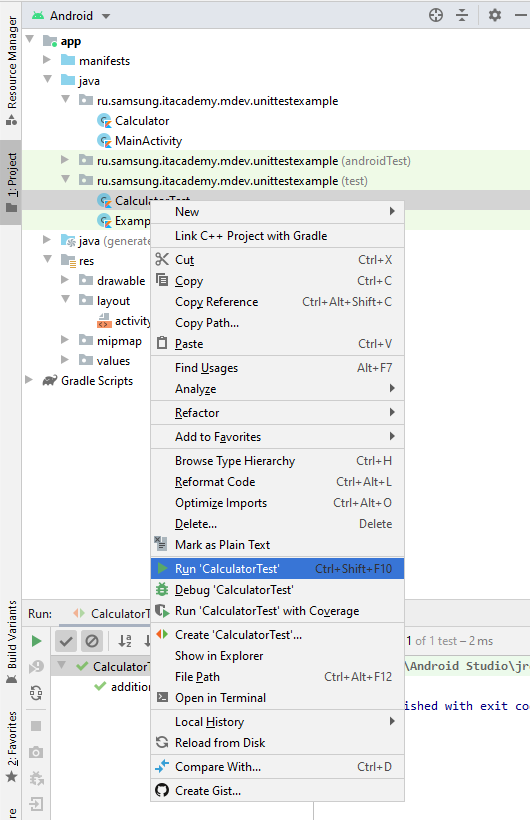 Android
Resource Manager
1: Project
app
manifests
java
ru.samsung.itacademy.mdev.unittestexample
Calculator
MainActivity
ru.samsung.itacademy.mdev.unittestexample (androidTest)
ru.samsung.itacademy.mdev.unittestexample (test)
CalculatorTest
Examp
java (generate
res
drawable
layout
activity
mipmap
values
Gradle Scripts
New
Link C++ Project with Gradle
Cut Ctrl+X
Copy Ctrl+C
Copy Reference Ctrl+Alt+Shift+C
Copy Path...
Paste Ctrl+V
Find Usages Alt+F7
Analyze
Refactor
Add to Favorites
Browse Type Hierarchy Ctrl+H
Reformat Code Ctrl+Alt+L
Optimize Imports Ctrl+Alt+O
Delete... Delete
Mark as Plain Text
Run 'CalculatorTest' Ctrl+Shift+F10
Debug 'CalculatorTest'
Run 'CalculatorTest' with Coverage
Create 'CalculatorTest'...
Show in Explorer
File Path Ctrl+Alt+F12
Open in Terminal
Local History
Reload from Disk
Compare With... Ctrl+D
Create Gist...
Build Variants
2: Favorites
Run: CalculatorT
1 of 1 test – 2 ms
CalculatorT
addition
\Android Studio\jr
ished with exit co